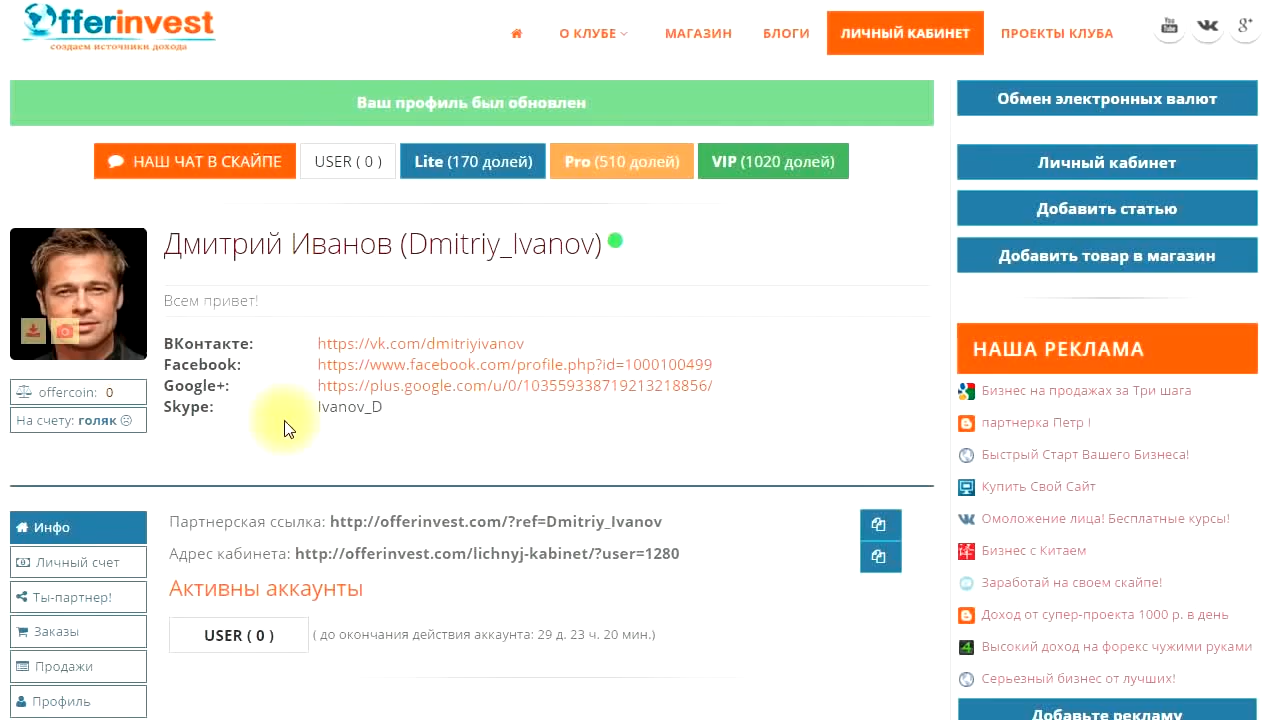 Offerinvest
создаем источники дохода
О КЛУБЕ
МАГАЗИН
БЛОГИ
ЛИЧНЫЙ КАБИНЕТ
ПРОЕКТЫ КЛУБА
You Tube
g+
Ваш профиль был обновлен
НАШ ЧАТ В СКАЙПЕ
USER ( 0 )
Lite (170 долей)
Pro (510 долей)
VIP (1020 долей)
Дмитрий Иванов (Dmitriy_Ivanov)
Всем привет!
ВКонтакте: https://vk.com/dmitriyivanov
Facebook: https://www.facebook.com/profile.php?id=1000100499
Google+: https://plus.google.com/u/0/103559338719213218856/
Skype: Ivanov_D
offercoin: 0
На счету: голяк
Инфо
Личный счет
Ты-партнер!
Заказы
Продажи
Профиль
Партнерская ссылка: http://offerinvest.com/?ref=Dmitriy_Ivanov
Адрес кабинета: http://offerinvest.com/lichnyj-kabinet/?user=1280
Активны аккаунты
USER ( 0 ) ( до окончания действия аккаунта: 29 д. 23 ч. 20 мин.)
Обмен электронных валют
Личный кабинет
Добавить статью
Добавить товар в магазин
НАША РЕКЛАМА
Бизнес на продажах за Три шага
партнерка Петр !
Быстрый Старт Вашего Бизнеса!
Купить Свой Сайт
Омоложение лица! Бесплатные курсы!
Бизнес с Китаем
Заработай на своем скайпе!
Доход от супер-проекта 1000 р. в день
Высокий доход на форекс чужими руками
Серьезный бизнес от лучших!
Добавьте рекламу